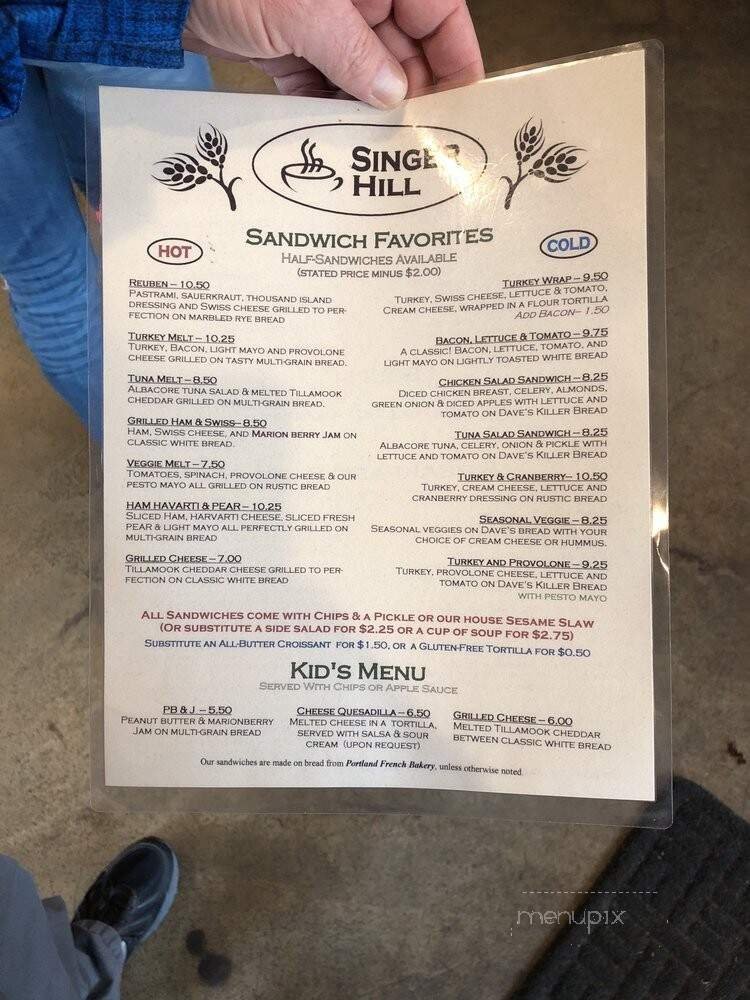 SINGER
HILL
HOT
SANDWICH FAVORITES
COLD
HALF-SANDWICHES AVAILABLE
(STATED PRICE MINUS $2.00)
REUBEN – 10.50
PASTRAMI, SAUERKRAUT, THOUSAND ISLAND
DRESSING AND SWISS CHEESE GRILLED TO PER-
FECTION ON MARBLED RYE BREAD
TURKEY MELT – 10.25
TURKEY, BACON, LIGHT MAYO AND PROVOLONE
CHEESE GRILLED ON TASTY MULTI-GRAIN BREAD.
TUNA MELT – 8.50
ALBACORE TUNA SALAD & MELTED TILLAMOOK
CHEDDAR GRILLED ON MULTI-GRAIN BREAD.
GRILLED HAM & SWISS– 8.50
HAM, SWISS CHEESE, AND MARION BERRY JAM ON
CLASSIC WHITE BREAD.
VEGGIE MELT – 7.50
TOMATOES, SPINACH, PROVOLONE CHEESE & OUR
PESTO MAYO ALL GRILLED ON RUSTIC BREAD
HAM HAVARTI & PEAR – 10.25
SLICED HAM, HARVARTI CHEESE, SLICED FRESH
PEAR & LIGHT MAYO ALL PERFECTLY GRILLED ON
MULTI-GRAIN BREAD
GRILLED CHEESE – 7.00
TILLAMOOK CHEDDAR CHEESE GRILLED TO PER-
FECTION ON CLASSIC WHITE BREAD
TURKEY WRAP – 9.50
TURKEY, SWISS CHEESE, LETTUCE & TOMATO,
CREAM CHEESE, WRAPPED IN A FLOUR TORTILLA
ADD BACON– 1.50
BACON, LETTUCE & TOMATO – 9.75
A CLASSIC! BACON, LETTUCE, TOMATO, AND
LIGHT MAYO ON LIGHTLY TOASTED WHITE BREAD
CHICKEN SALAD SANDWICH – 8.25
DICED CHICKEN BREAST, CELERY, ALMONDS,
GREEN ONION & DICED APPLES WITH LETTUCE AND
TOMATO ON DAVE'S KILLER BREAD
TUNA SALAD SANDWICH – 8.25
ALBACORE TUNA, CELERY, ONION & PICKLE WITH
LETTUCE AND TOMATO ON DAVE'S KILLER BREAD
TURKEY & CRANBERRY– 10.50
TURKEY, CREAM CHEESE, LETTUCE AND
CRANBERRY DRESSING ON RUSTIC BREAD
SEASONAL VEGGIE – 8.25
SEASONAL VEGGIES ON DAVE'S BREAD WITH YOUR
CHOICE OF CREAM CHEESE OR HUMMUS.
TURKEY AND PROVOLONE – 9.25
TURKEY, PROVOLONE CHEESE, LETTUCE AND
TOMATO ON DAVE'S KILLER BREAD
WITH PESTO MAYO
ALL SANDWICHES COME WITH CHIPS & A PICKLE OR OUR HOUSE SESAME SLAW
(OR SUBSTITUTE A SIDE SALAD FOR $2.25 OR A CUP OF SOUP FOR $2.75)
SUBSTITUTE AN ALL-BUTTER CROISSANT FOR $1.50, OR A GLUTEN-FREE TORTILLA FOR $0.50
KID'S MENU
SERVED WITH CHIPS OR APPLE SAUCE
PB & J – 5.50
PEANUT BUTTER & MARIONBERRY
JAM ON MULTI-GRAIN BREAD
CHEESE QUESADILLA – 6.50
MELTED CHEESE IN A TORTILLA,
SERVED WITH SALSA & SOUR
CREAM (UPON REQUEST)
GRILLED CHEESE – 6.00
MELTED TILLAMOOK CHEDDAR
BETWEEN CLASSIC WHITE BREAD
Our sandwiches are made on bread from Portland French Bakery, unless otherwise noted.
menupix